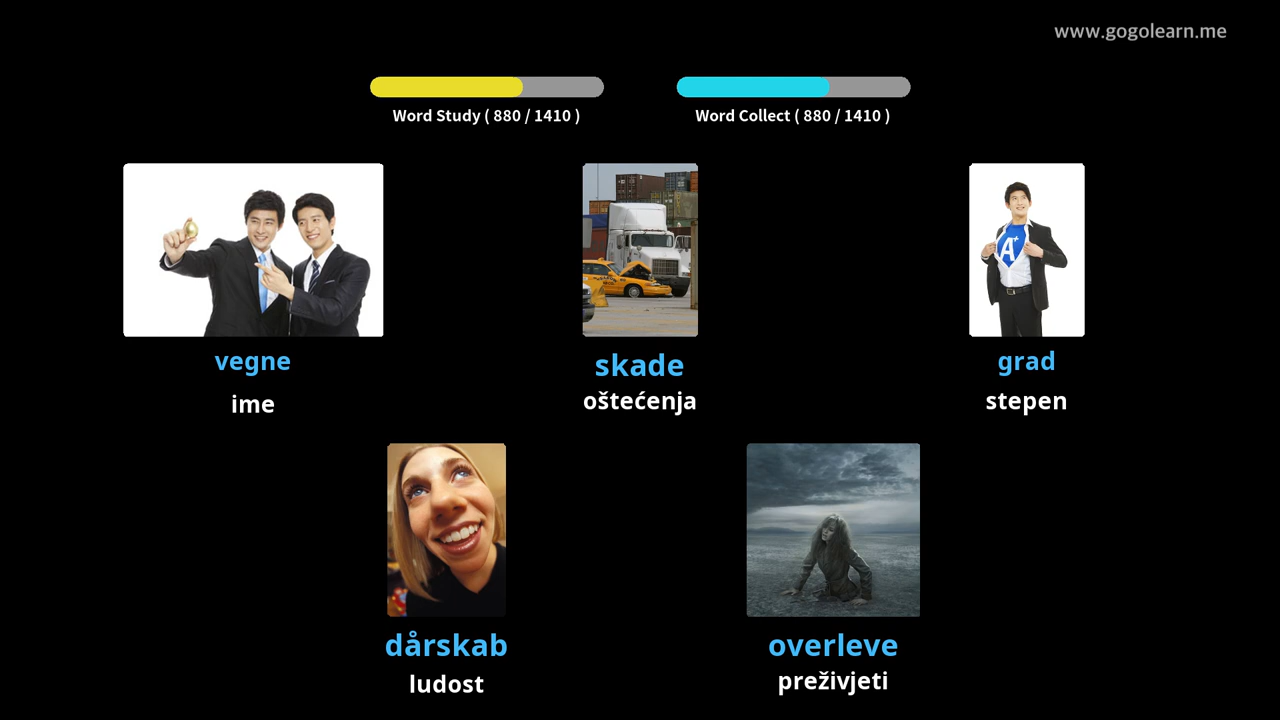 www.gogolearn.me
Word Study ( 880 / 1410 )
Word Collect ( 880 / 1410 )
A+
vegne
ime
skade
oštećenja
grad
stepen
dårskab
ludost
overleve
preživjeti